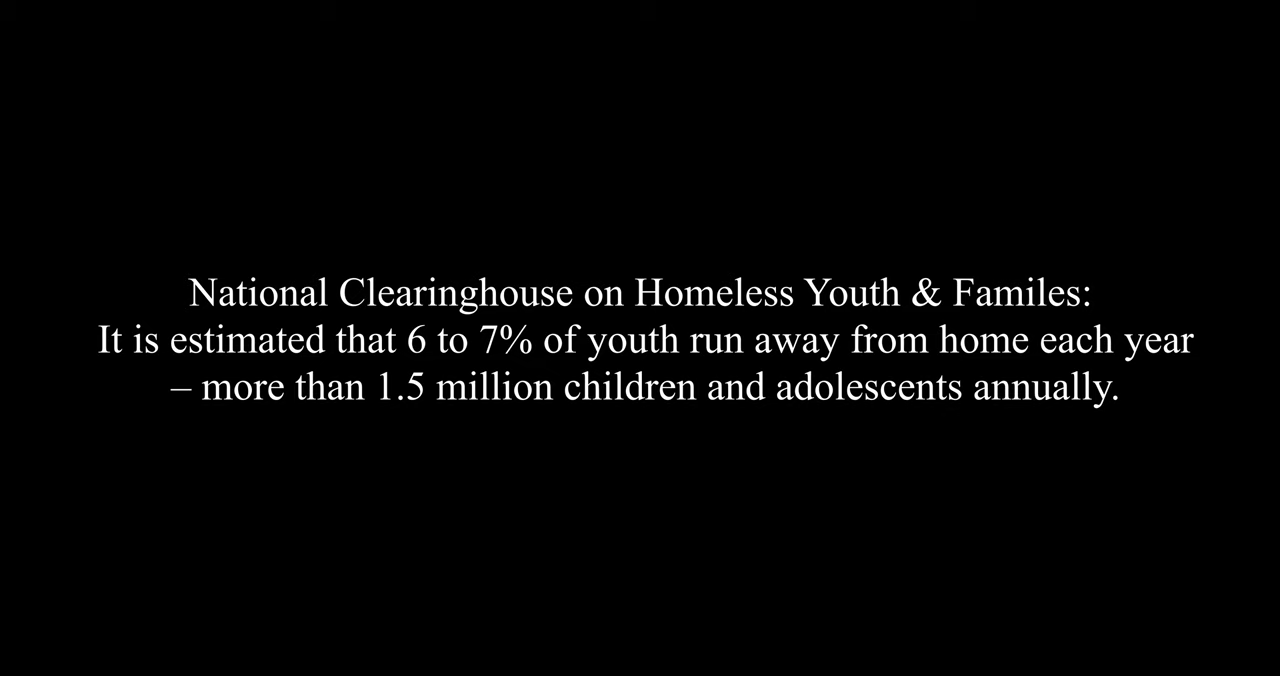 National Clearinghouse on Homeless Youth & Familes:
It is estimated that 6 to 7% of youth run away from home each year
– more than 1.5 million children and adolescents annually.